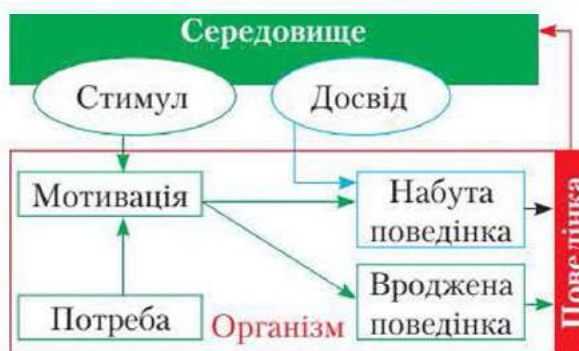 Середовище
Стимул
Досвід
Мотивація
Набута
поведінка
Потреба
Організм
Вроджена
поведінка
Поведінка